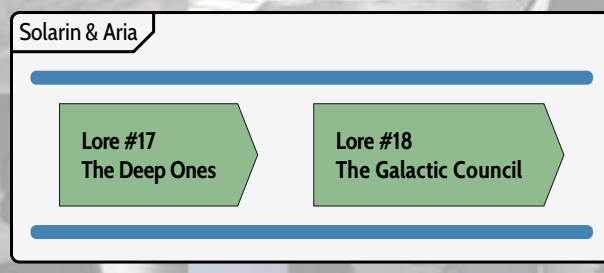 Solarin & Aria
Lore #17
The Deep Ones
Lore #18
The Galactic Council